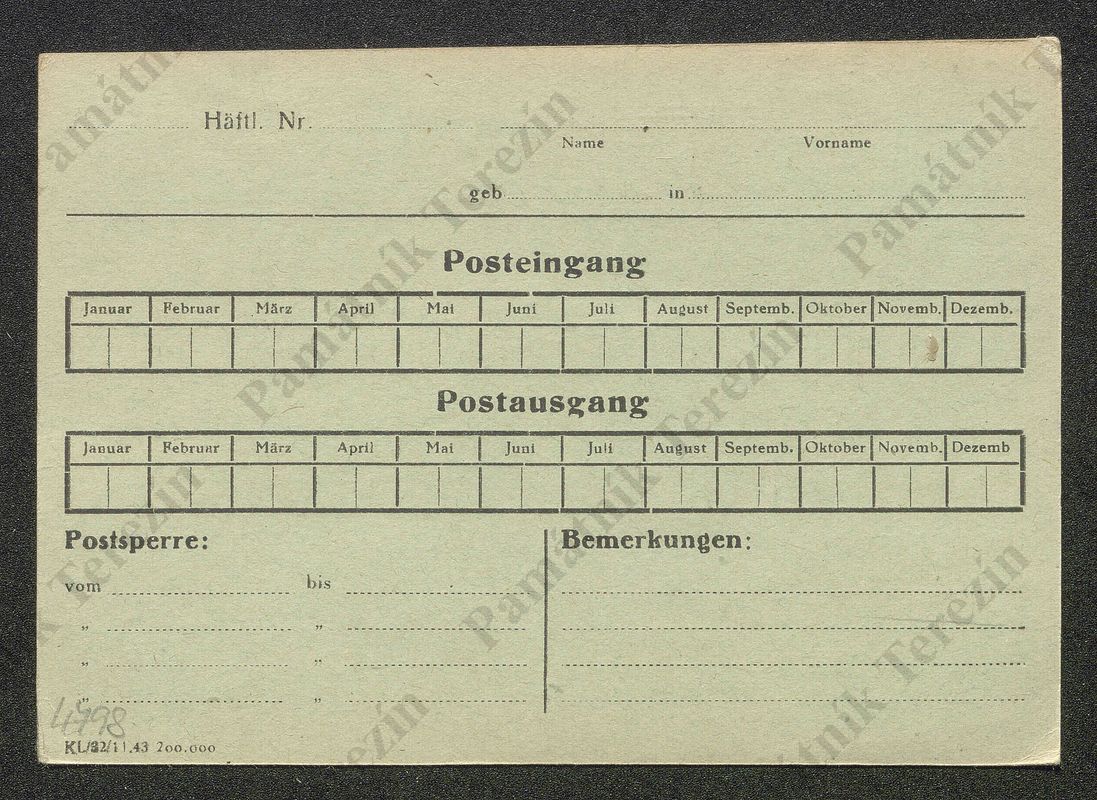 Häftl. Nr.
Name Vorname
geb. in
Posteingang
Januar Februar März April Mai Juni Juli August Septemb. Oktober Novemb. Dezemb.
Postausgang
Januar Februar März April Mai Juni Juli August Septemb. Oktober Novemb. Dezemb
Postsperre: Bemerkungen:
vom bis
„ „
„ „
„ „
4798
KL/32/11.43 200.000
Památník Terezín